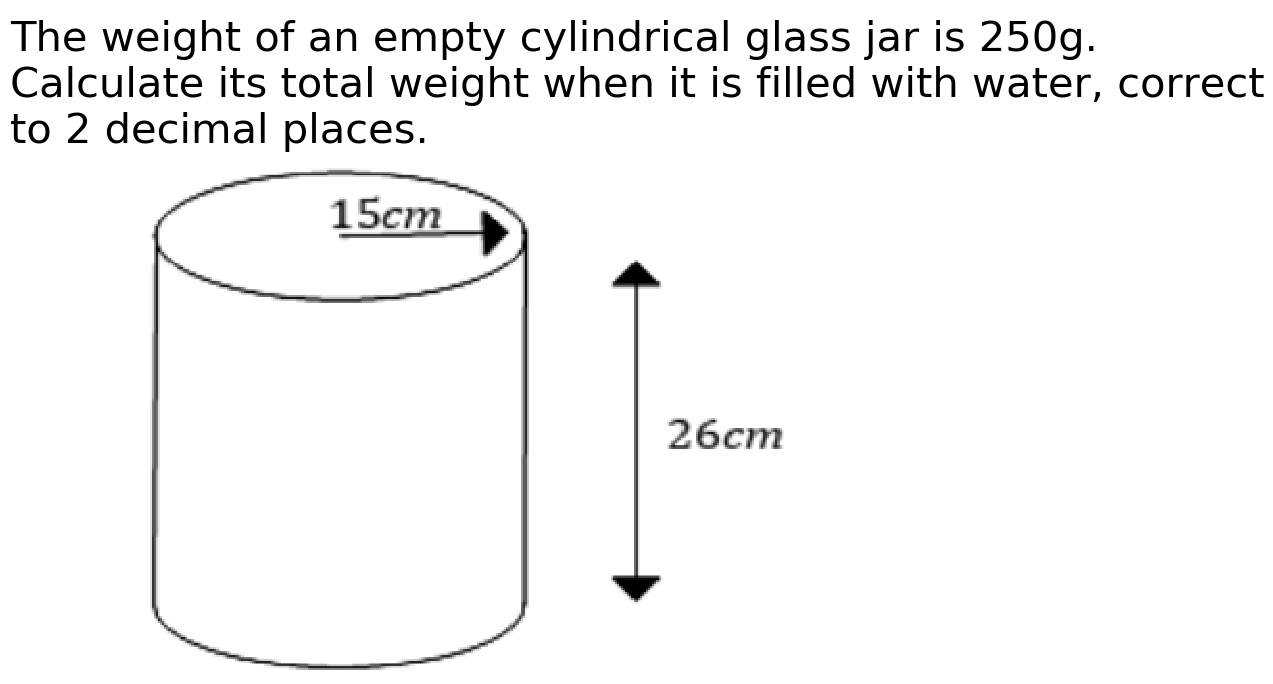 The weight of an empty cylindrical glass jar is 250g.
Calculate its total weight when it is filled with water, correct
to 2 decimal places.
15cm
26cm